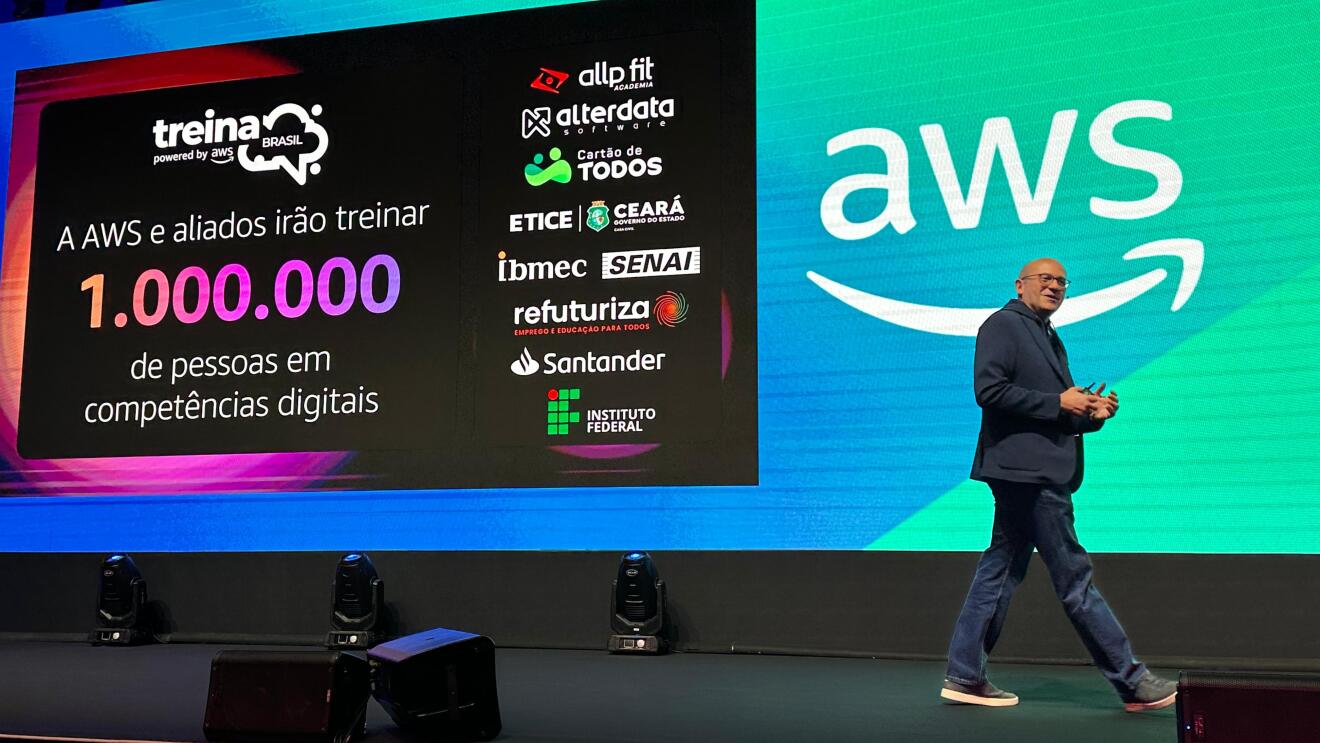 treina
BRASIL
powered by aws
A AWS e aliados irão treinar
1.000.000
de pessoas em
competências digitais
allp fit
ACADEMIA
alterdata
software
Cartão de
TODOS
ETICE
CEARÁ
GOVERNO DO ESTADO
CASA CIVIL
ibmec
SENAI
refuturiza
EMPREGO E EDUCAÇÃO PARA TODOS
Santander
INSTITUTO
FEDERAL
aws